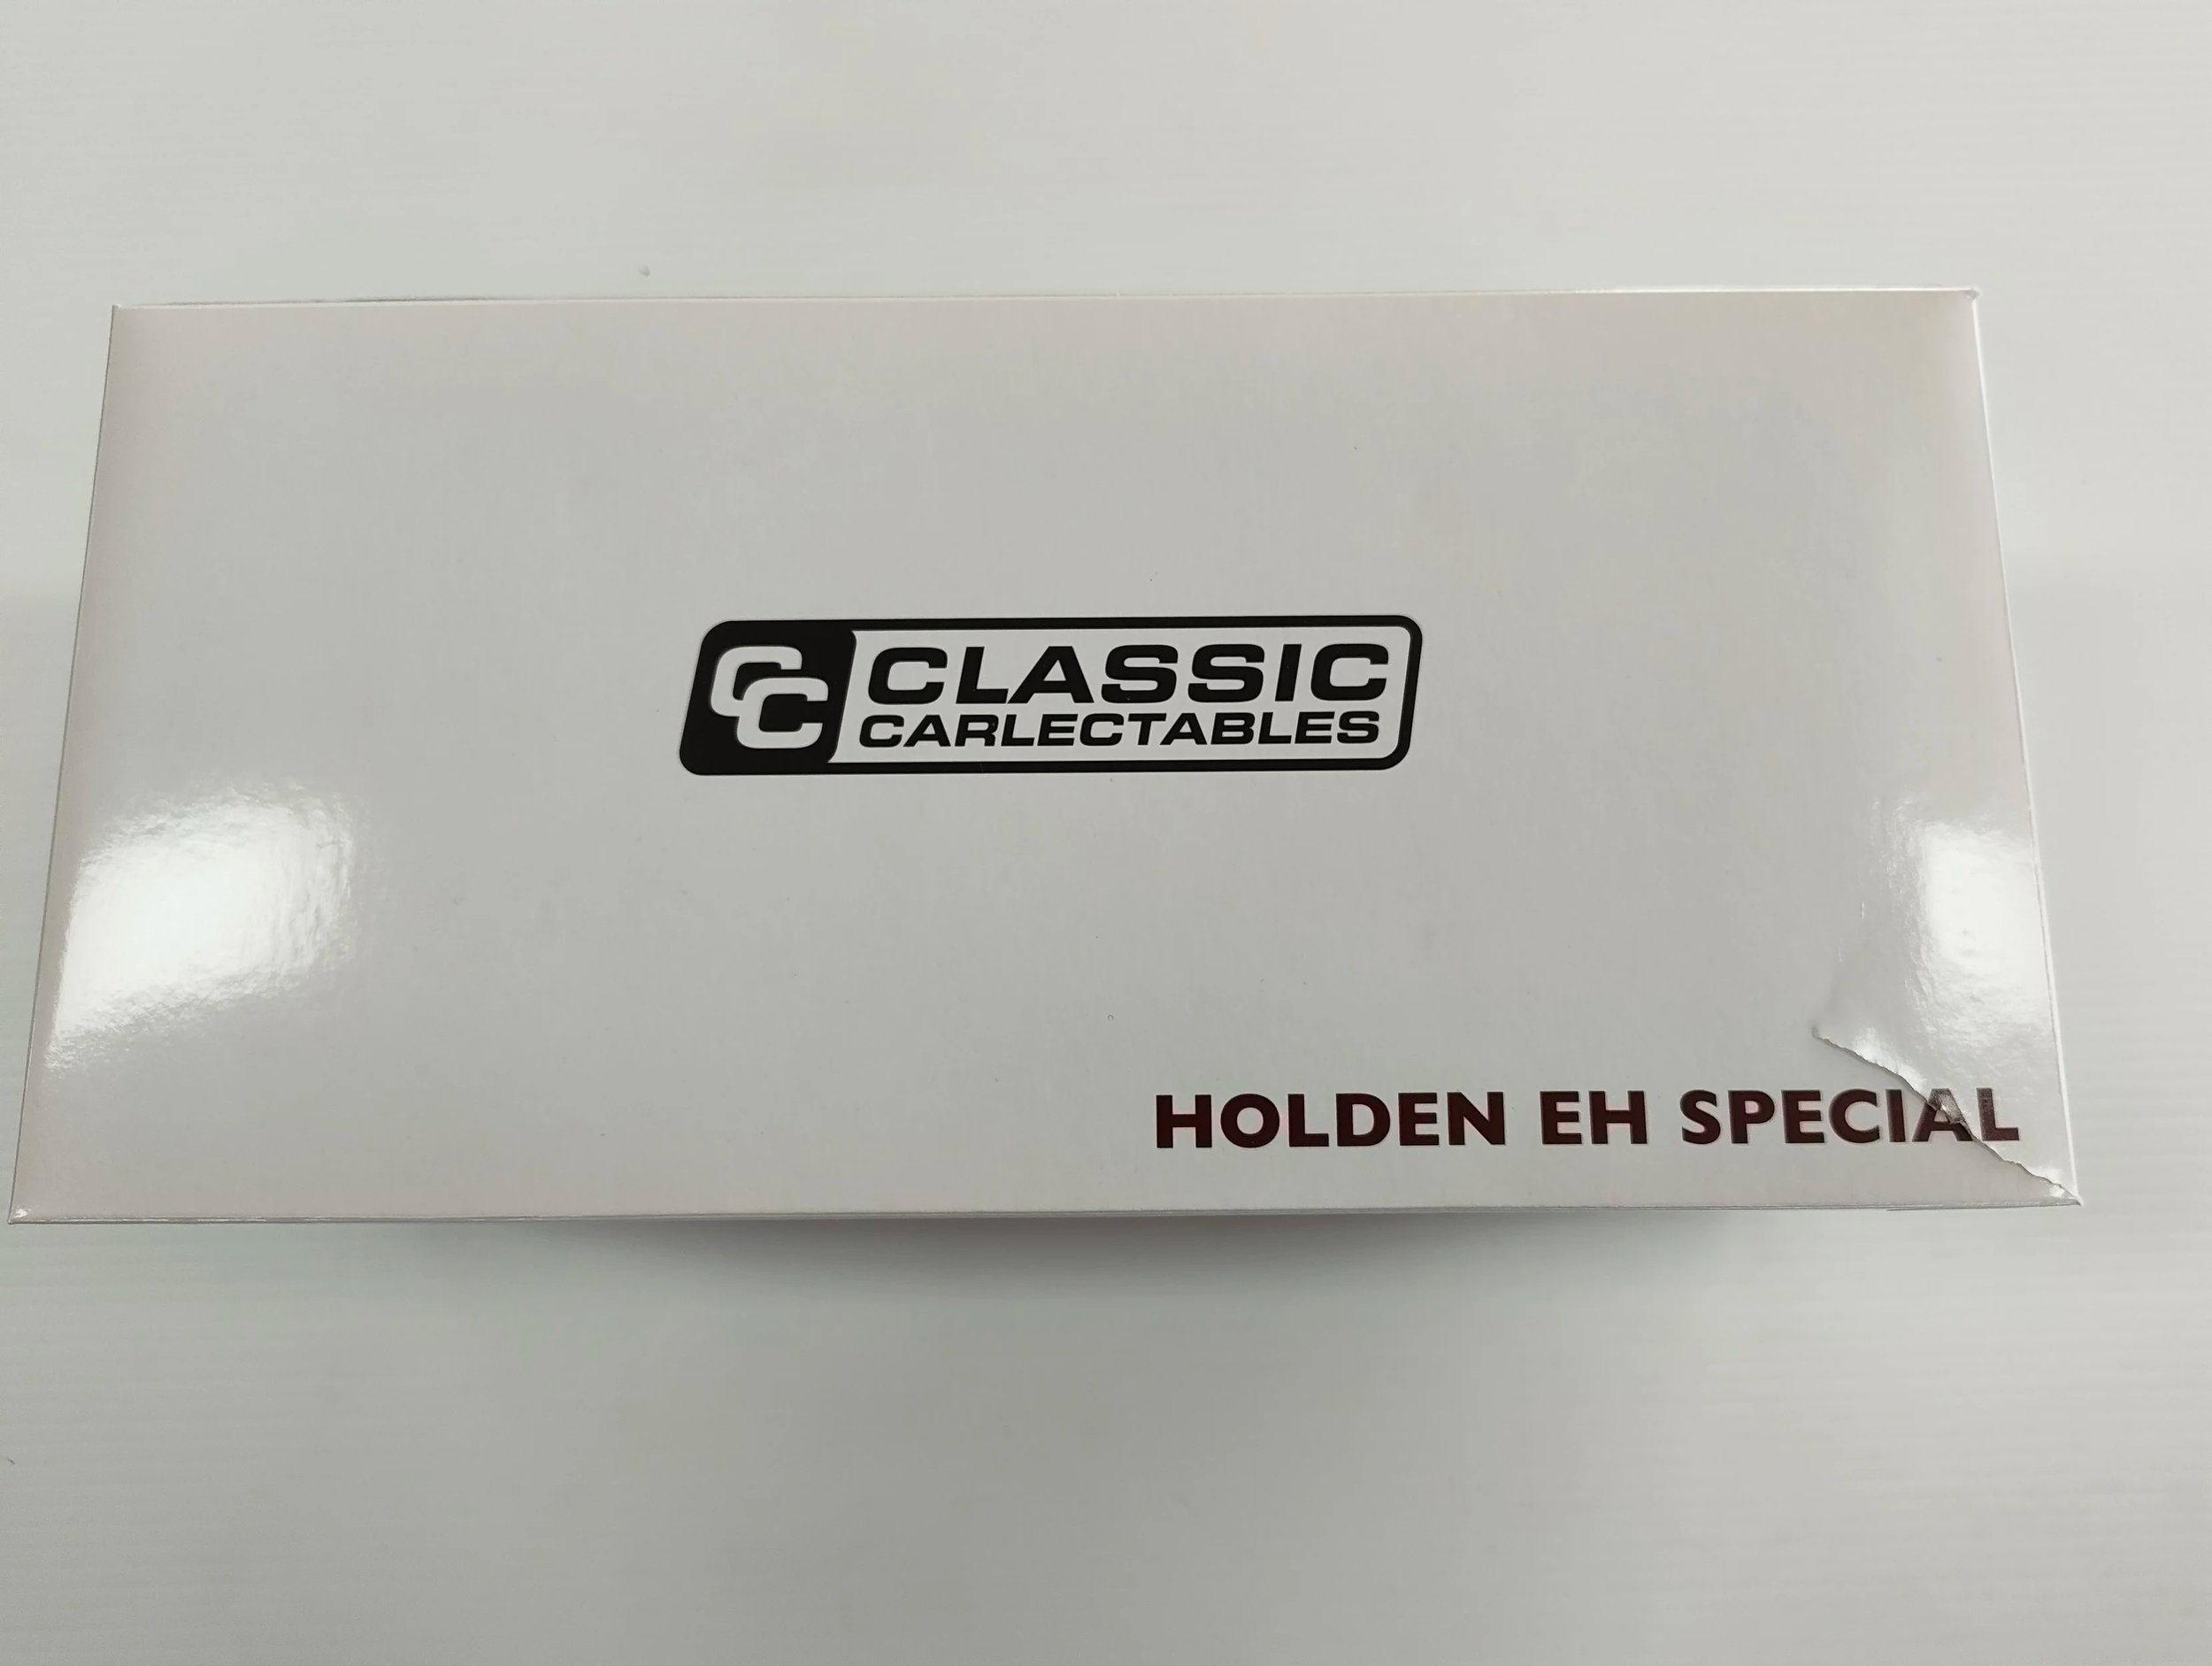 CC
CLASSIC
CARLECTABLES
HOLDEN EH SPECIAL